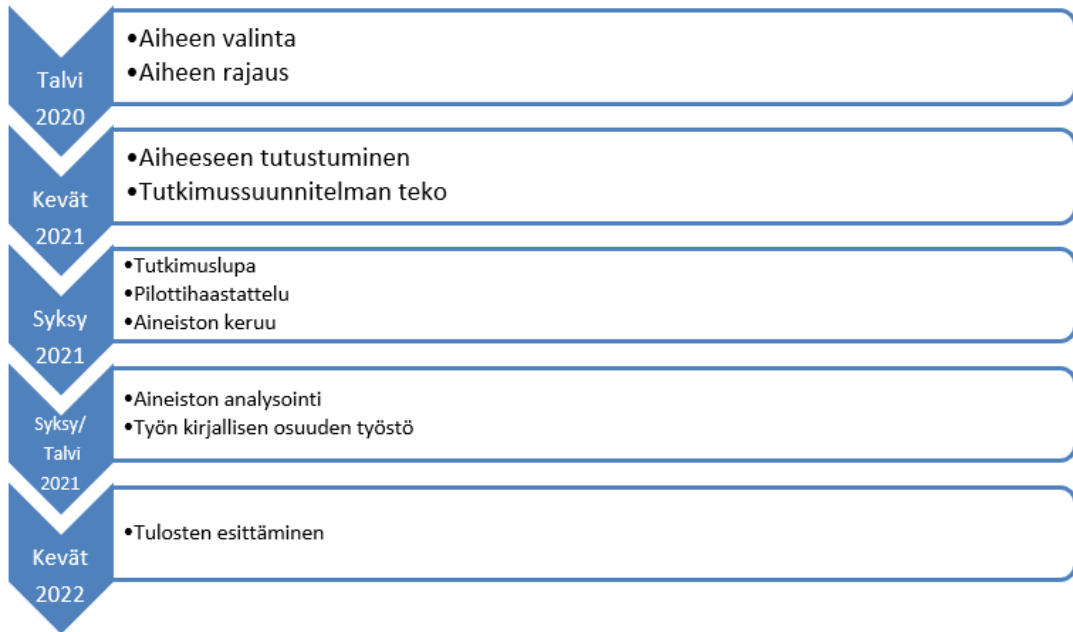 Talvi
2020
•Aiheen valinta
•Aiheen rajaus
Kevät
2021
•Aiheeseen tutustuminen
•Tutkimussuunnitelman teko
Syksy
2021
•Tutkimuslupa
•Pilottihaastattelu
•Aineiston keruu
Syksy/
Talvi
2021
•Aineiston analysointi
•Työn kirjallisen osuuden työstö
Kevät
2022
•Tulosten esittäminen